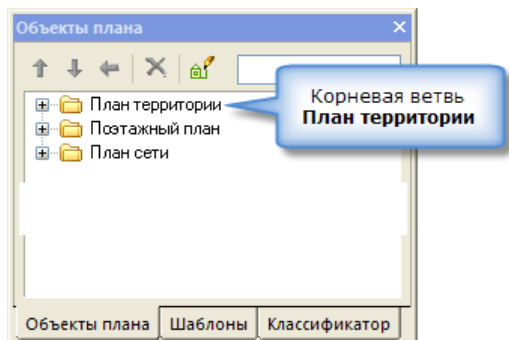 Объекты плана
Корневая ветвь
План территории
План территории
Поэтажный план
План сети
Объекты плана
Шаблоны
Классификатор